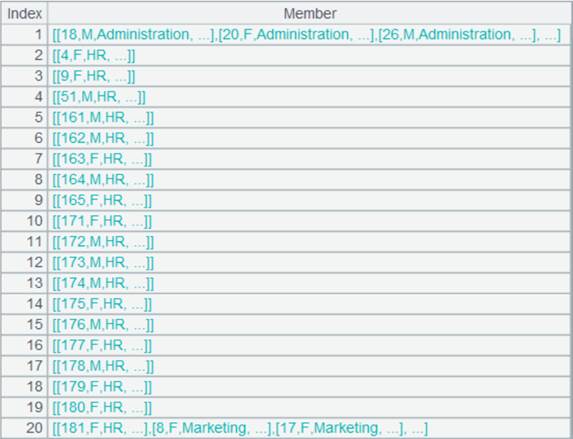 Index Member
1 [[18,M,Administration, ...],[20,F,Administration, ...],[26,M,Administration, ...], ...]
2 [[4,F,HR, ...]]
3 [[9,F,HR, ...]]
4 [[51,M,HR, ...]]
5 [[161,M,HR, ...]]
6 [[162,M,HR, ...]]
7 [[163,F,HR, ...]]
8 [[164,M,HR, ...]]
9 [[165,F,HR, ...]]
10 [[171,F,HR, ...]]
11 [[172,M,HR, ...]]
12 [[173,M,HR, ...]]
13 [[174,M,HR, ...]]
14 [[175,F,HR, ...]]
15 [[176,M,HR, ...]]
16 [[177,F,HR, ...]]
17 [[178,M,HR, ...]]
18 [[179,F,HR, ...]]
19 [[180,F,HR, ...]]
20 [[181,F,HR, ...],[8,F,Marketing, ...],[17,F,Marketing, ...], ...]